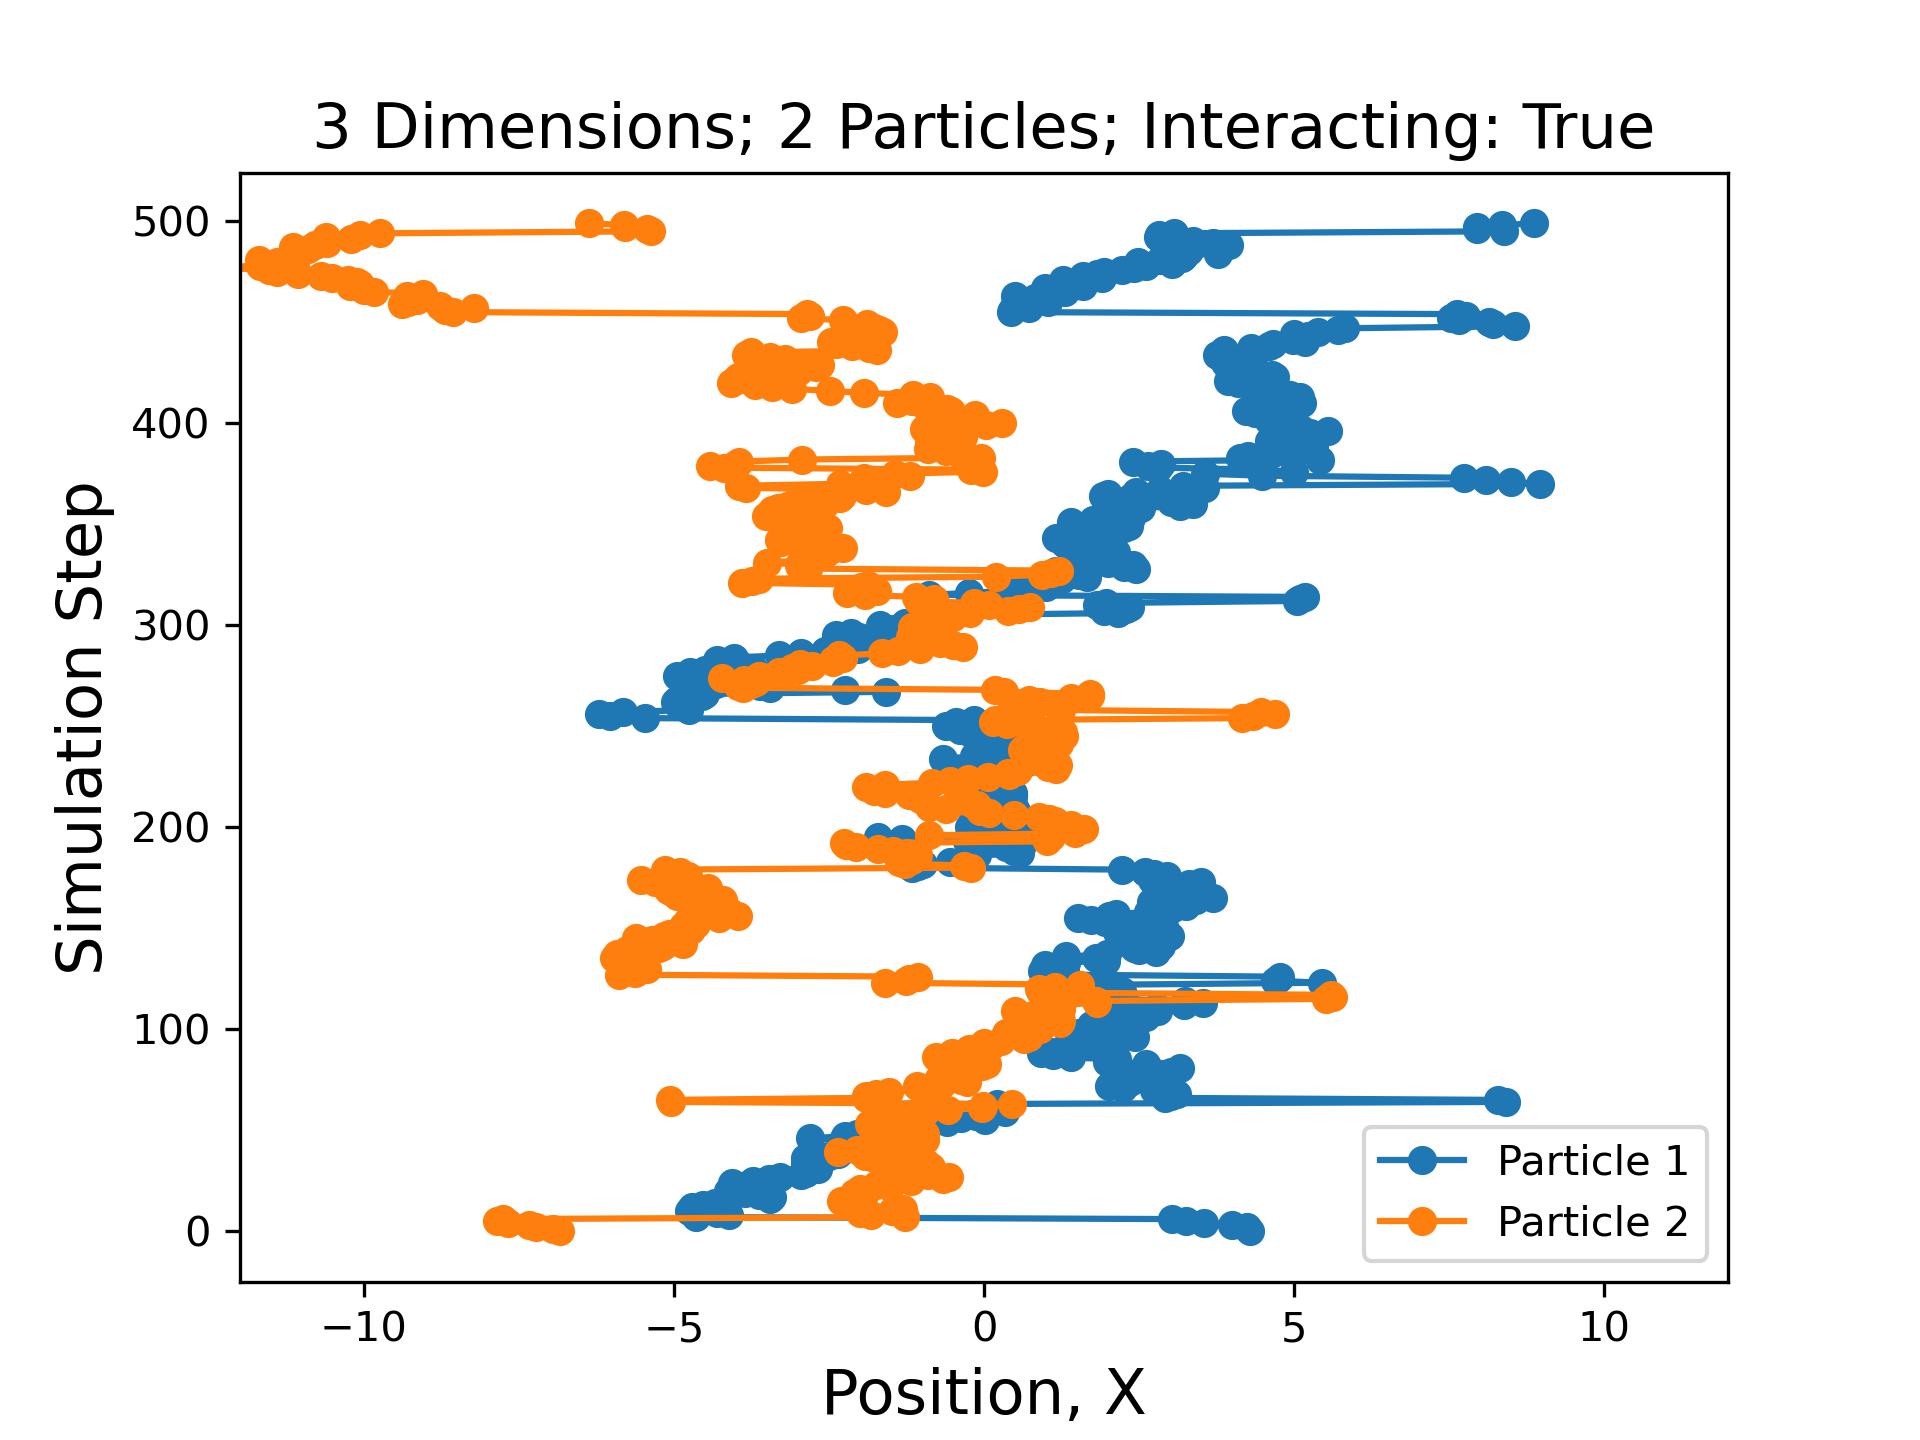 3 Dimensions; 2 Particles; Interacting: True
Simulation Step
500
400
300
200
100
0
Particle 1
Particle 2
−10
−5
0
5
10
Position, X